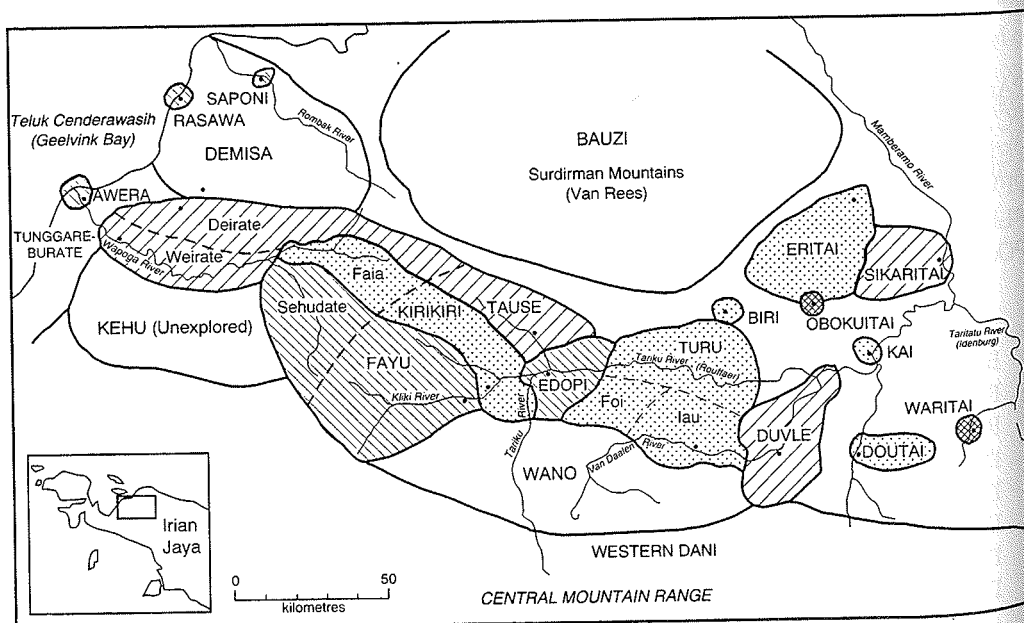 SAPONI
RASAWA
Rombak River
Teluk Cenderawasih
(Geelvink Bay)
DEMISA
BAUZI
Surdirman Mountains
(Van Rees)
Mamberamo River
AWERA
TUNGGARE-
BURATE
Deirate
Weirate
Wapoga River
Faia
ERITAI
SIKARITAI
KEHU (Unexplored)
Sehudate
KIRIKIRI
TAUSE
BIRI
OBOKUITAI
Taritatu River
(Idenburg)
FAYU
TURU
KAI
Tariku River (Rouffaer)
EDOPI
Kliki River
Foi
Iau
WARITAI
Tariku River
DUVLE
DOUTAI
WANO
Van Daalen River
Irian
Jaya
WESTERN DANI
0 50
kilometres
CENTRAL MOUNTAIN RANGE